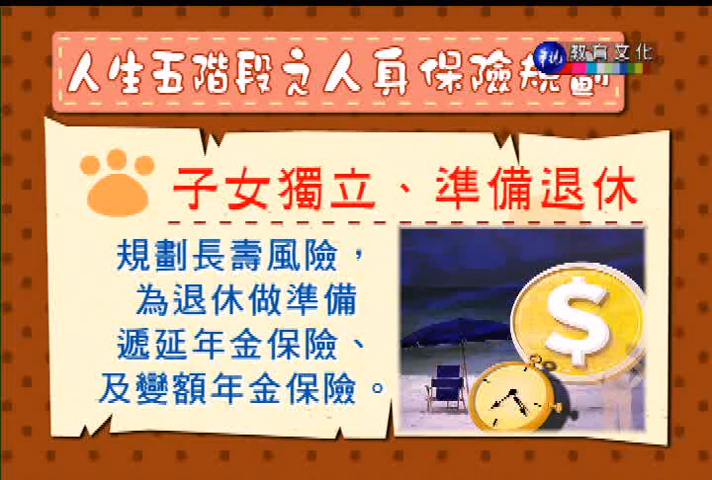 人生五階段之人身保險規劃
教育文化
子女獨立、準備退休
規劃長壽風險，
為退休做準備
遞延年金保險、
及變額年金保險。
$